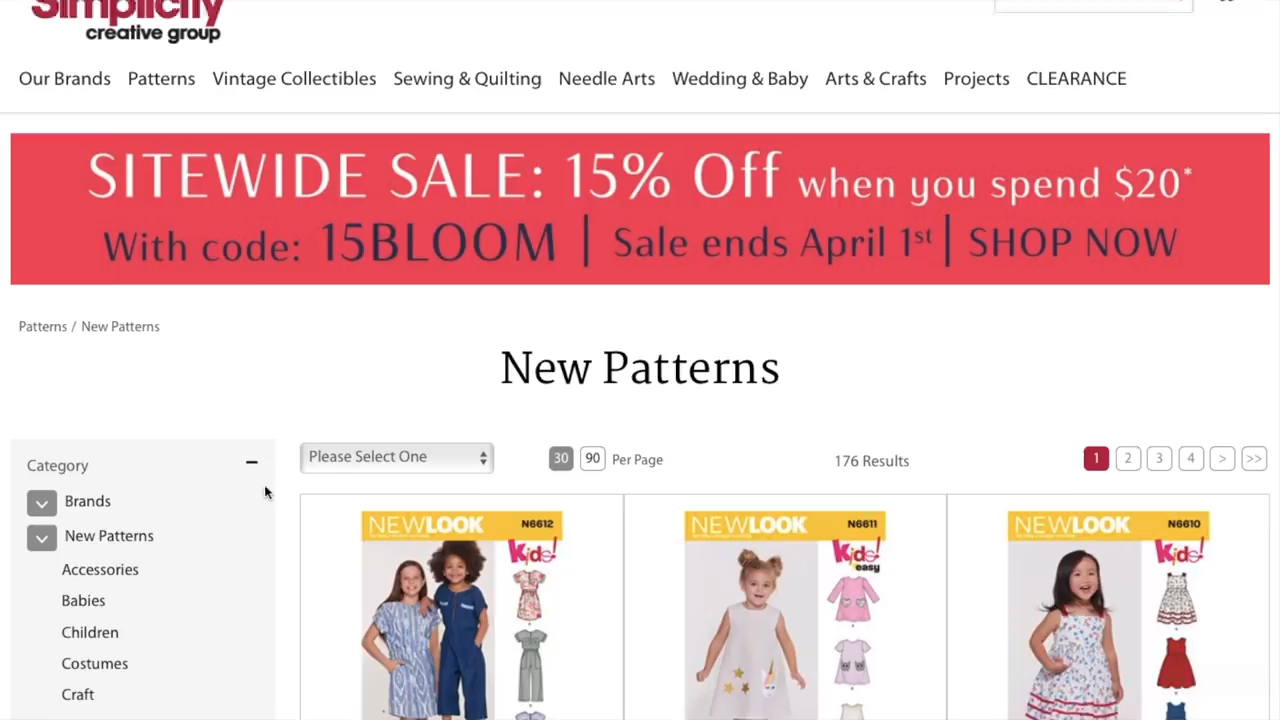 Simplicity
creative group
Our Brands Patterns Vintage Collectibles Sewing & Quilting Needle Arts Wedding & Baby Arts & Crafts Projects CLEARANCE
SITEWIDE SALE: 15% Off when you spend $20*
With code: 15BLOOM | Sale ends April 1st | SHOP NOW
Patterns / New Patterns
New Patterns
Category
Please Select One
30 90 Per Page
176 Results
1 2 3 4 > >>
Brands
New Patterns
Accessories
Babies
Children
Costumes
Craft
NEWLOOK N6612
kids!
NEWLOOK N6611
kids!
easy
NEWLOOK N6610
kids!